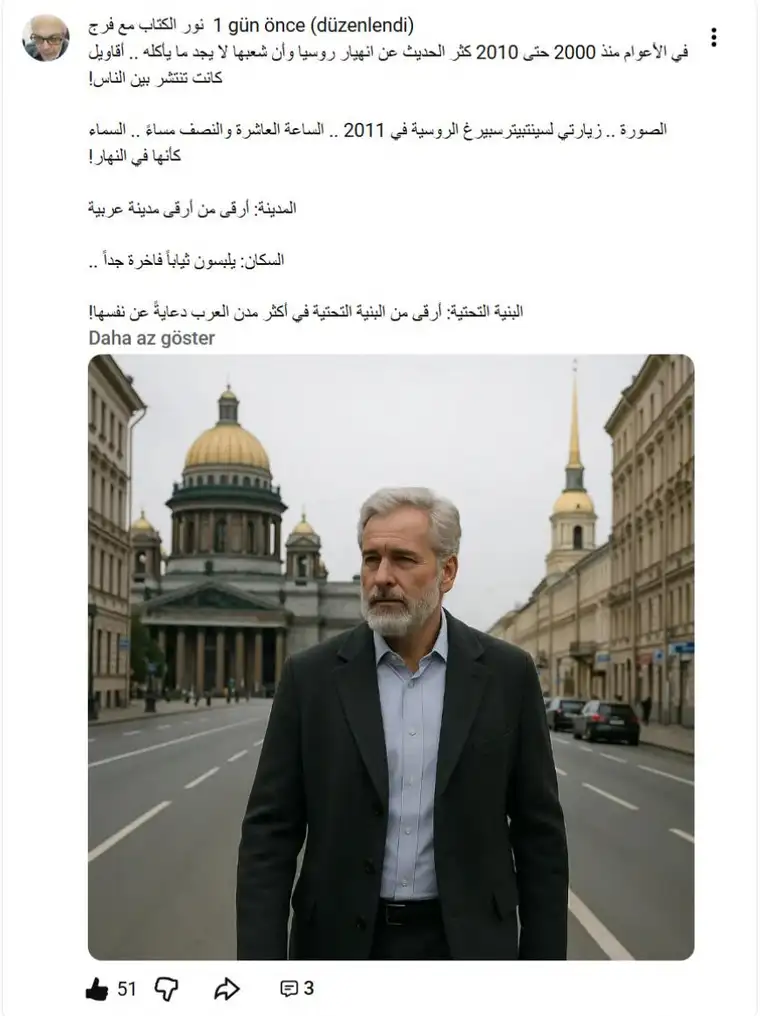 نور الكتاب مع فرج 1 gün önce (düzenlendi)
في الأعوام منذ 2000 حتى 2010 كثر الحديث عن انهيار روسيا وأن شعبها لا يجد ما يأكله .. أقاويل
كانت تنتشر بين الناس!
الصورة .. زيارتي لسينتبيترسبيرغ الروسية في 2011 .. الساعة العاشرة والنصف مساءً .. السماء
كأنها في النهار!
المدينة: أرقى من أرقى مدينة عربية
السكان: يلبسون ثياباً فاخرة جداً ..
البنية التحتية: أرقى من البنية التحتية في أكثر مدن العرب دعايةً عن نفسها!
Daha az göster
51
3